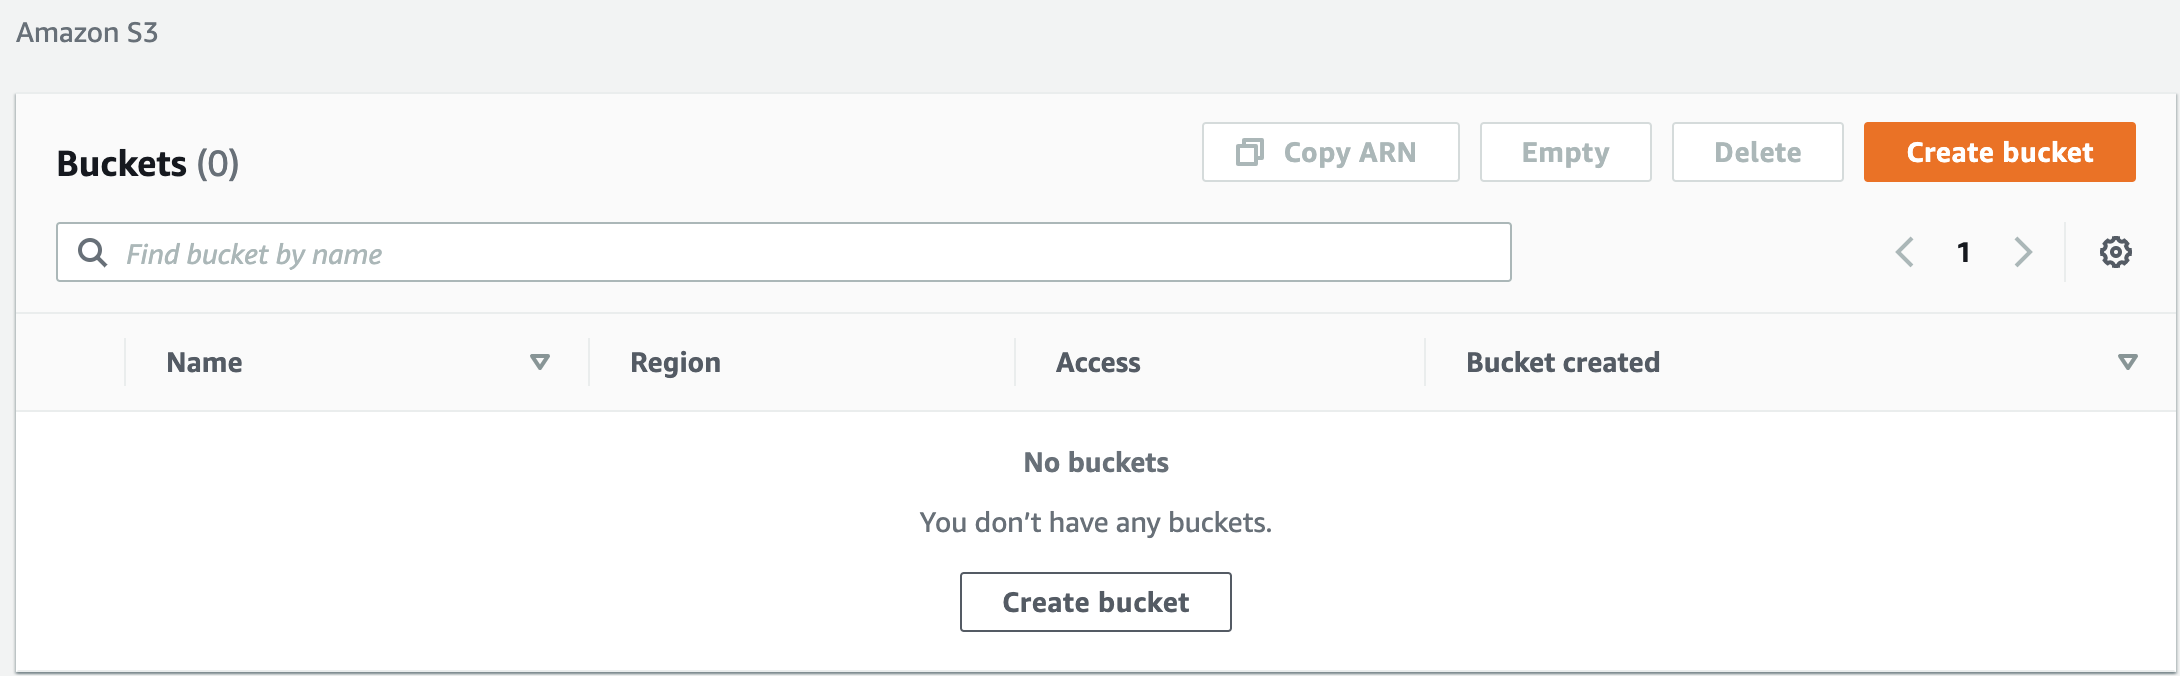 Amazon S3
Buckets (0)
Copy ARN
Empty
Delete
Create bucket
Find bucket by name
1
Name
Region
Access
Bucket created
No buckets
You don’t have any buckets.
Create bucket